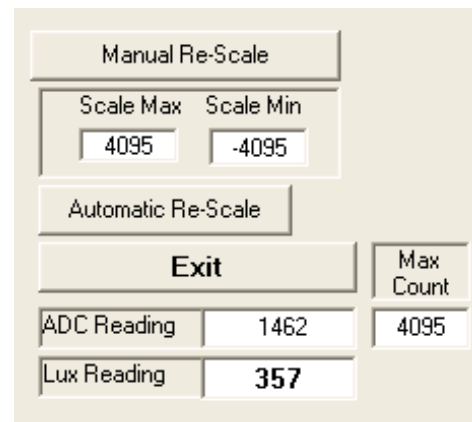 Manual Re-Scale
Scale Max Scale Min
4095 -4095
Automatic Re-Scale
Exit
Max
Count
ADC Reading 1462 4095
Lux Reading 357